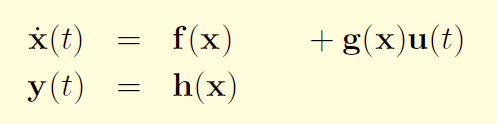 ẋ(t) = f(x) + g(x)u(t)
y(t) = h(x)